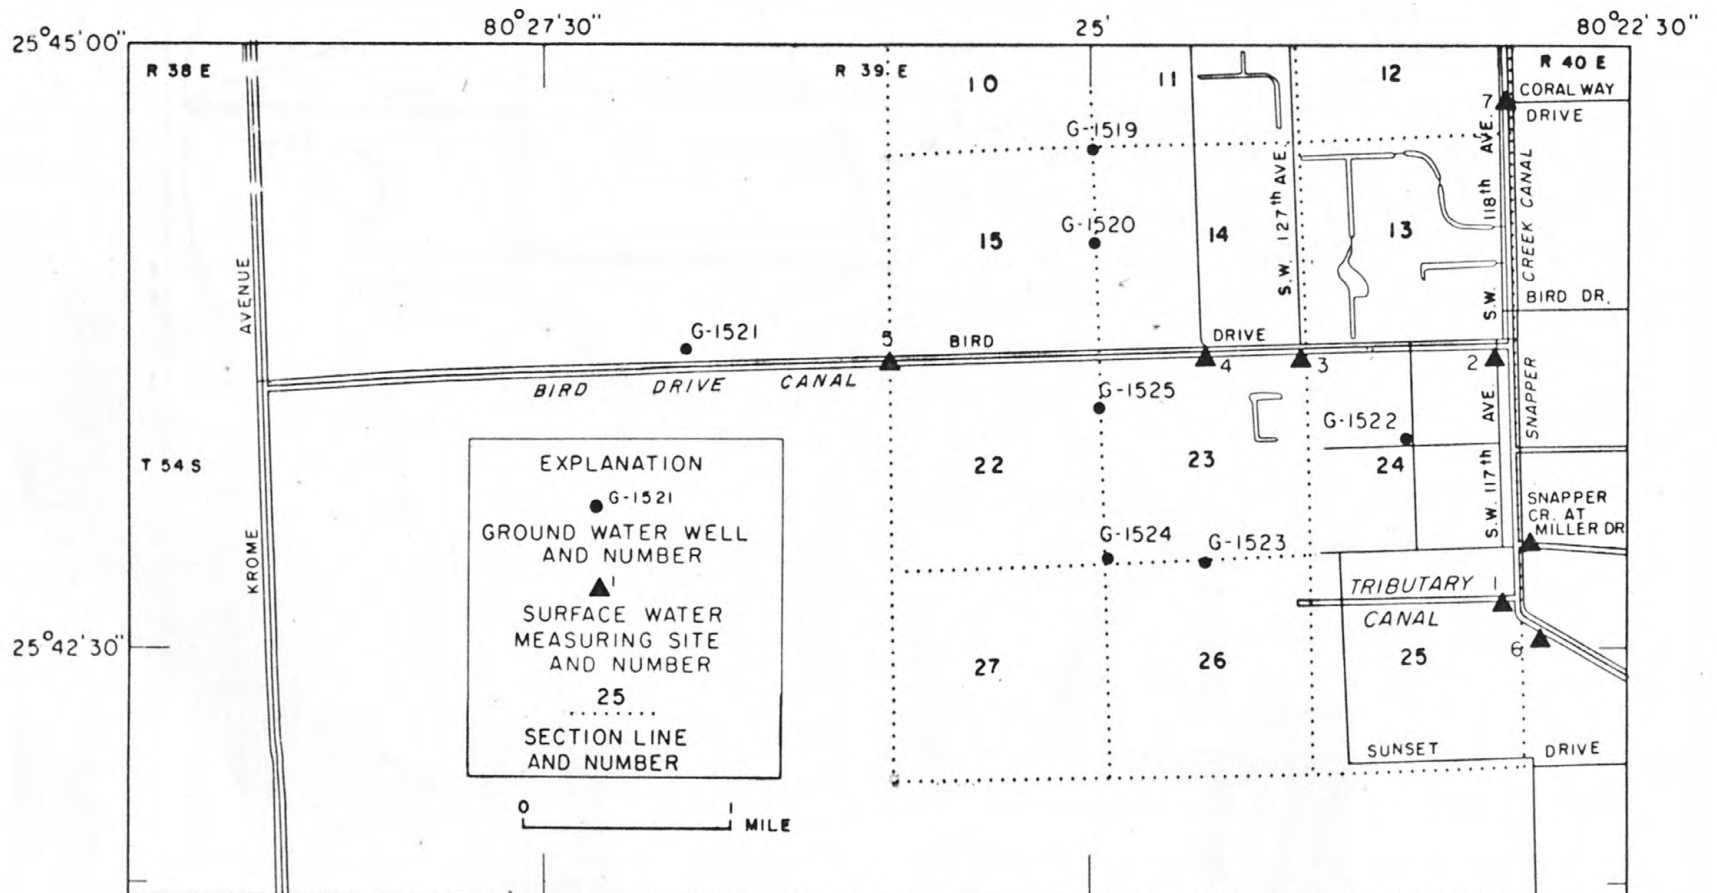 80°27'30"
25'
80°22'30"
25°45'00"
R 38 E
R 39 E
10
11
12
R 40 E
7
CORAL WAY
DRIVE
G-1519
S.W. 127th AVE.
S.W. 118th AVE.
SNAPPER CREEK CANAL
G-1520
15
14
13
AVENUE
BIRD DR.
G-1521
5
BIRD
DRIVE
4
3
2
BIRD DRIVE CANAL
G-1525
G-1522
S.W. 117th AVE.
T 54 S
22
23
24
EXPLANATION
G-1521
GROUND WATER WELL
AND NUMBER
1
SURFACE WATER
MEASURING SITE
AND NUMBER
25
SECTION LINE
AND NUMBER
SNAPPER
CR. AT
MILLER DR
KROME
G-1524
G-1523
TRIBUTARY
CANAL
1
25°42'30"
6
27
26
25
SUNSET
DRIVE
0
1
MILE